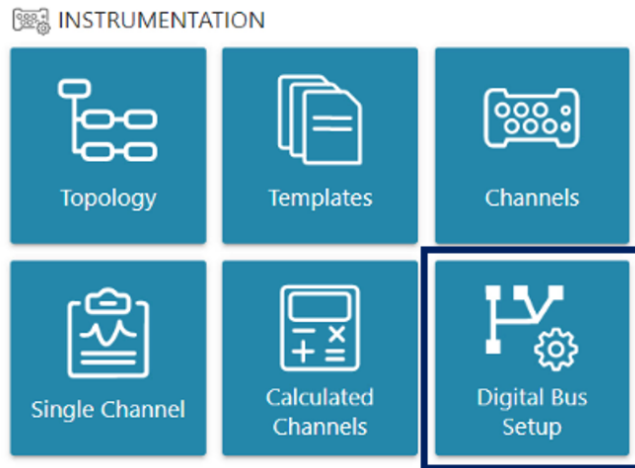 INSTRUMENTATION
Topology
Templates
Channels
Single Channel
Calculated
Channels
Digital Bus
Setup